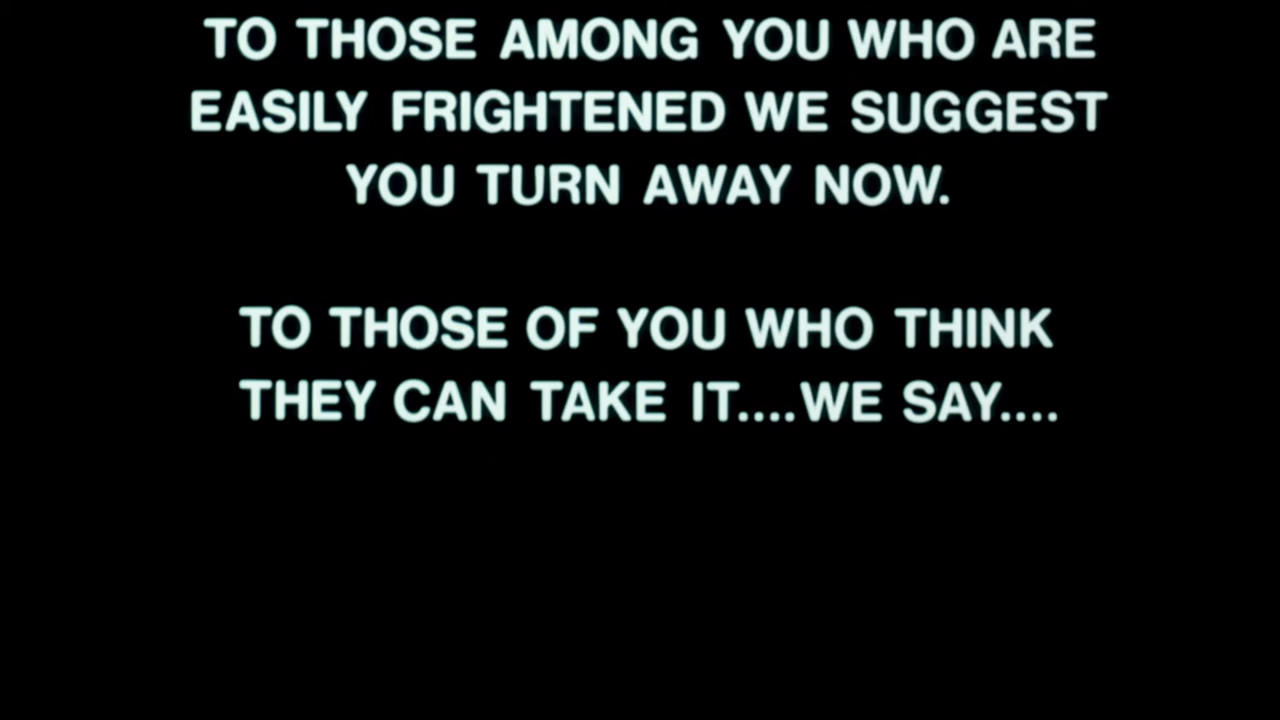 TO THOSE AMONG YOU WHO ARE
EASILY FRIGHTENED WE SUGGEST
YOU TURN AWAY NOW.
TO THOSE OF YOU WHO THINK
THEY CAN TAKE IT....WE SAY....